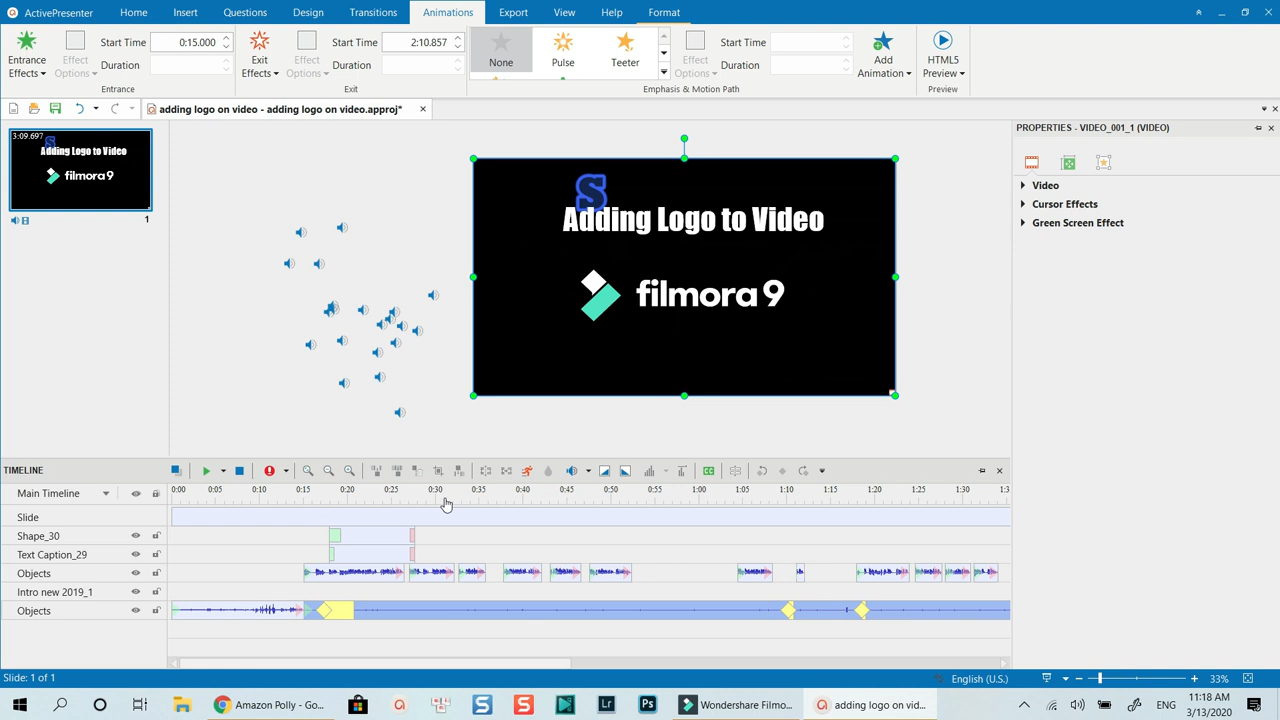 ActivePresenter Home Insert Questions Design Transitions Animations Export View Help Format
Entrance Effects
Effect Options
Start Time 0:15.000
Duration
Exit Effects
Effect Options
Start Time 2:10.857
Duration
None Pulse Teeter
Effect Options
Start Time
Duration
Add Animation
HTML5 Preview
Entrance Exit Emphasis & Motion Path Preview
adding logo on video - adding logo on video.approj*
PROPERTIES - VIDEO_001_1 (VIDEO)
3:09.697
S
Adding Logo to Video
filmora 9
1
S
Adding Logo to Video
filmora 9
Video
Cursor Effects
Green Screen Effect
TIMELINE
Main Timeline 0:00 0:05 0:10 0:15 0:20 0:25 0:30 0:35 0:40 0:45 0:50 0:55 1:00 1:05 1:10 1:15 1:20 1:25 1:30 1:3
Slide
Shape_30
Text Caption_29
Objects
Intro new 2019_1
Objects
Slide: 1 of 1 English (U.S.) 33%
Amazon Polly - Go... Lr Ps Wondershare Filmo... adding logo on vid... ENG 11:18 AM
3/13/2020